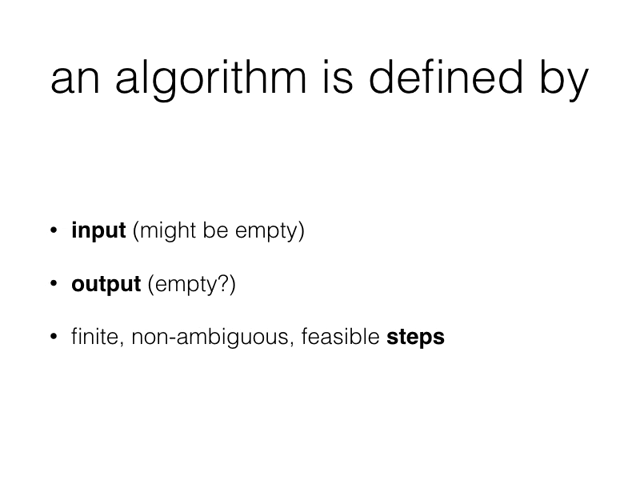 an algorithm is defined by
• input (might be empty)
• output (empty?)
• finite, non-ambiguous, feasible steps